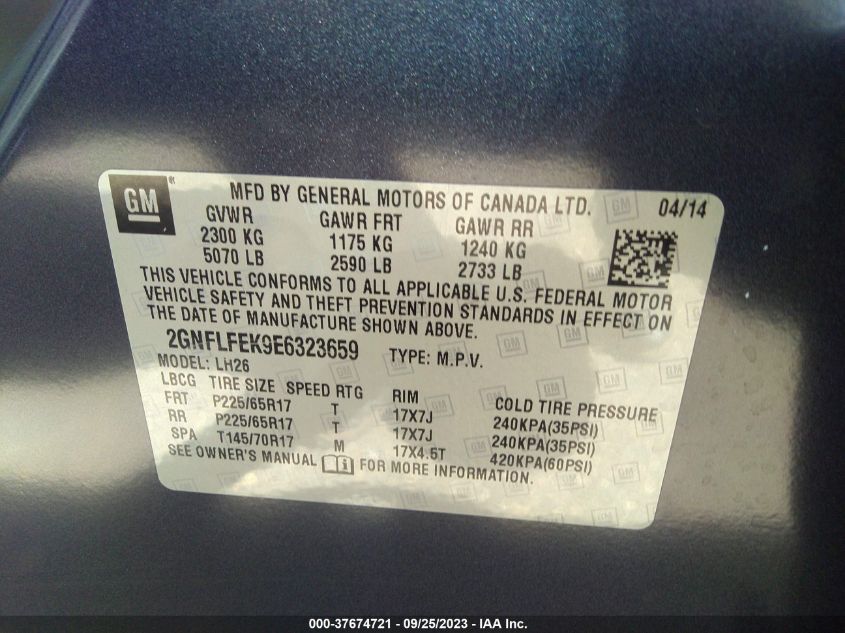 GM
MFD BY GENERAL MOTORS OF CANADA LTD. 04/14
GVWR GAWR FRT GAWR RR
2300 KG 1175 KG 1240 KG
5070 LB 2590 LB 2733 LB
THIS VEHICLE CONFORMS TO ALL APPLICABLE U.S. FEDERAL MOTOR
VEHICLE SAFETY AND THEFT PREVENTION STANDARDS IN EFFECT ON
THE DATE OF MANUFACTURE SHOWN ABOVE.
2GNFLFEK9E6323659 TYPE: M.P.V.
MODEL: LH26
LBCG TIRE SIZE SPEED RTG RIM COLD TIRE PRESSURE
FRT P225/65R17 T 17X7J 240KPA(35PSI)
RR P225/65R17 T 17X7J 240KPA(35PSI)
SPA T145/70R17 M 17X4.5T 420KPA(60PSI)
SEE OWNER'S MANUAL FOR MORE INFORMATION.
000-37674721 - 09/25/2023 - IAA Inc.